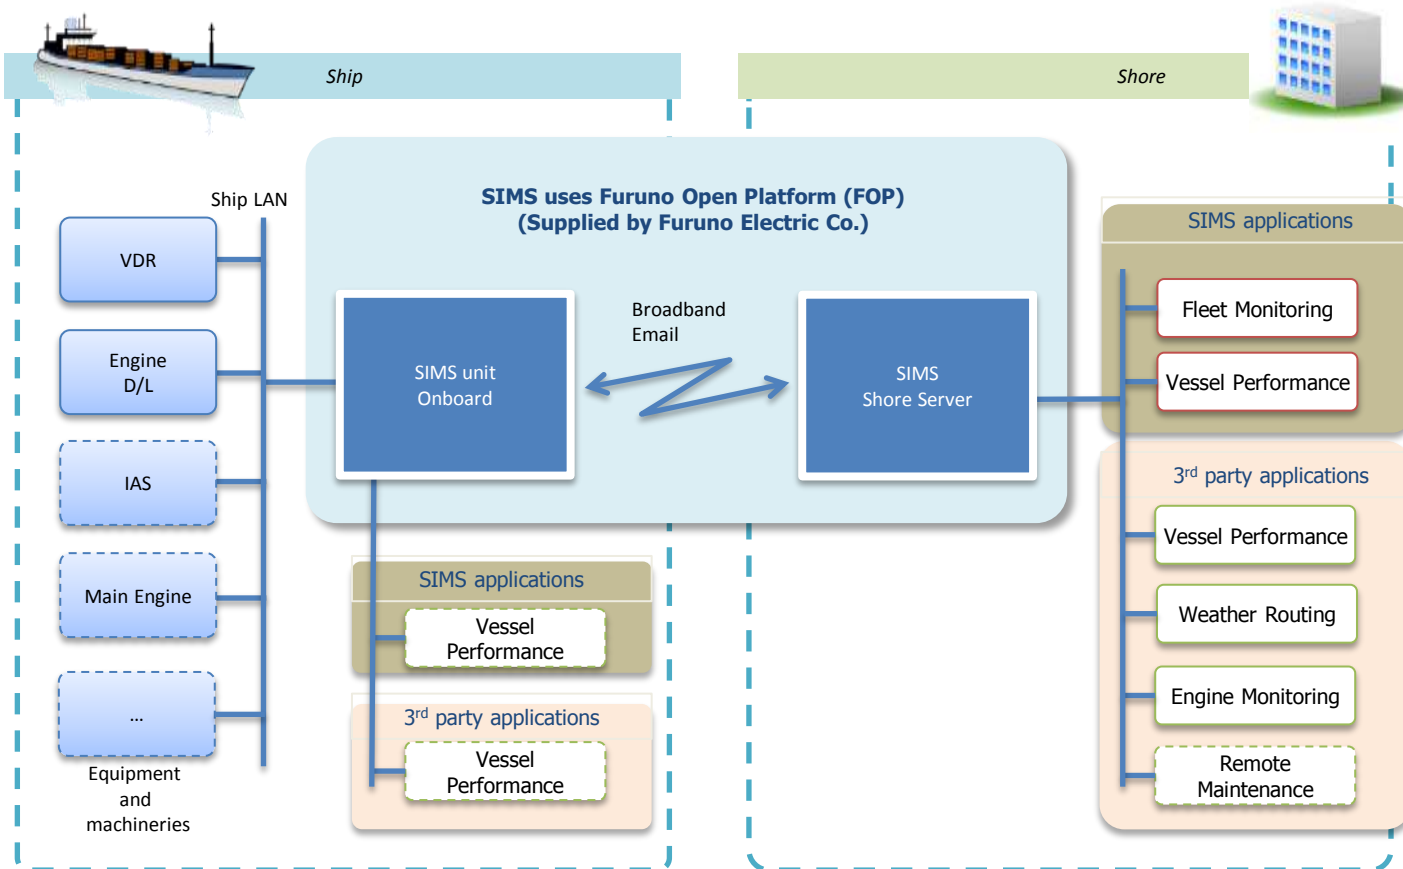 Ship
Shore
SIMS uses Furuno Open Platform (FOP)
(Supplied by Furuno Electric Co.)
Ship LAN
VDR
Engine
D/L
IAS
Main Engine
...
Equipment
and
machineries
SIMS unit
Onboard
Broadband
Email
SIMS
Shore Server
SIMS applications
Vessel
Performance
3rd party applications
Vessel
Performance
SIMS applications
Fleet Monitoring
Vessel Performance
3rd party applications
Vessel Performance
Weather Routing
Engine Monitoring
Remote
Maintenance